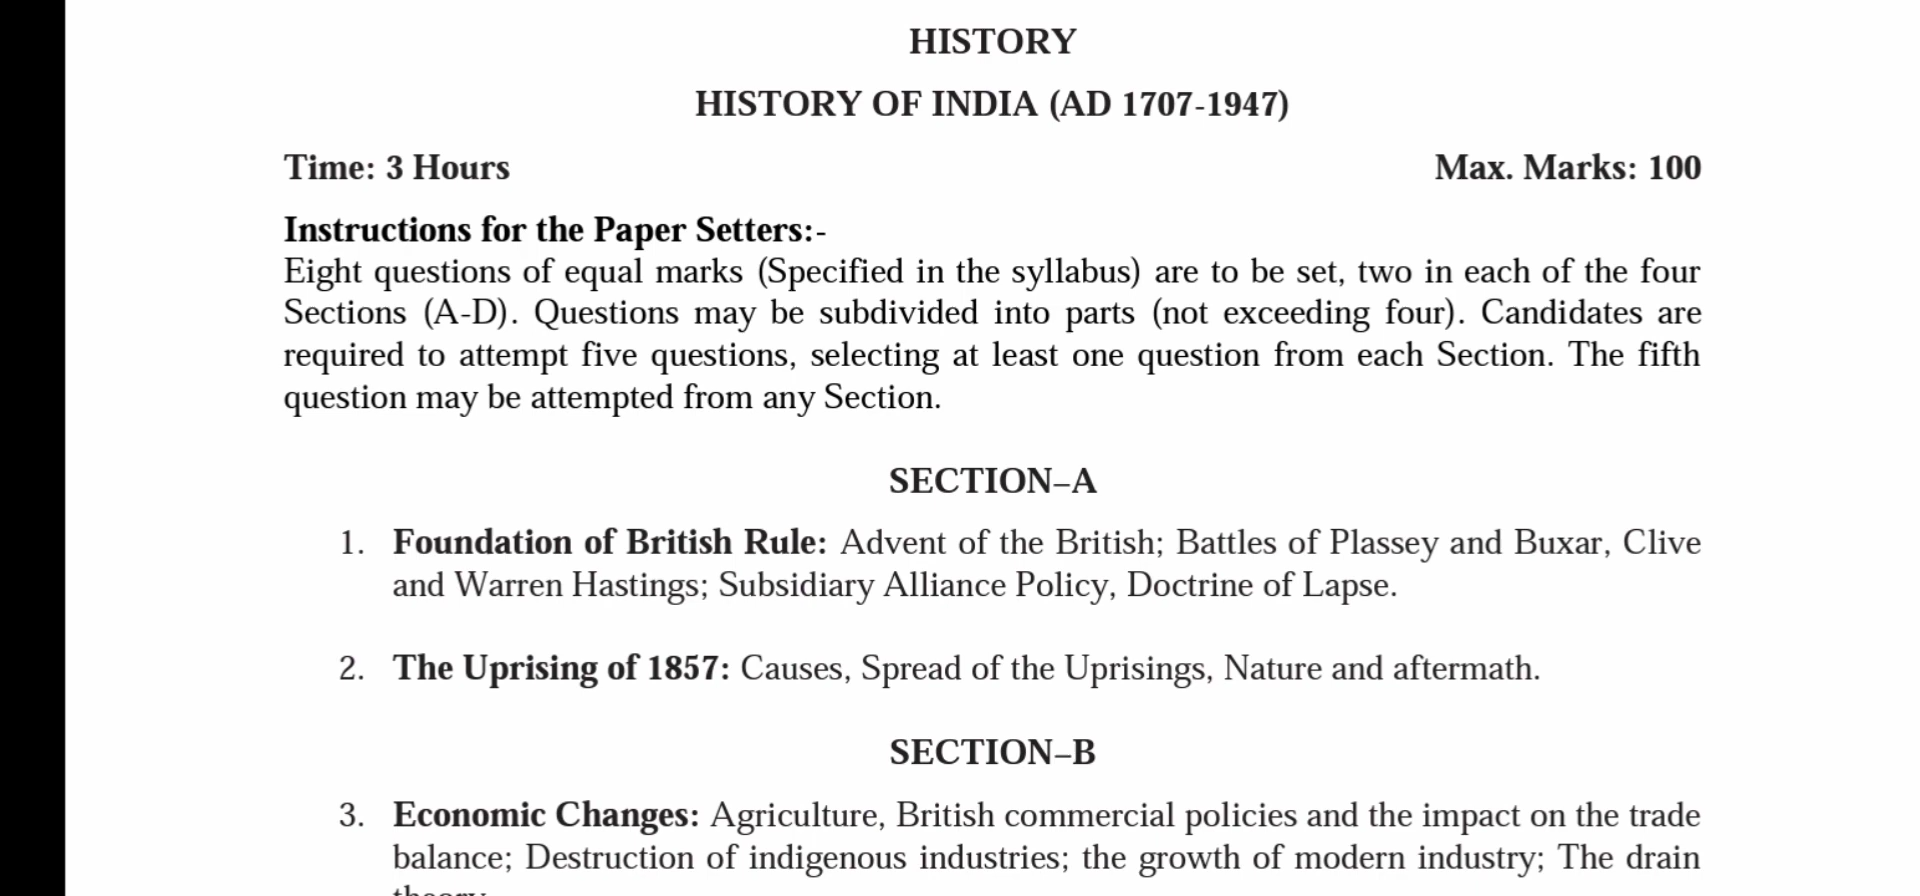 HISTORY
HISTORY OF INDIA (AD 1707-1947)
Time: 3 Hours Max. Marks: 100
Instructions for the Paper Setters:-
Eight questions of equal marks (Specified in the syllabus) are to be set, two in each of the four
Sections (A-D). Questions may be subdivided into parts (not exceeding four). Candidates are
required to attempt five questions, selecting at least one question from each Section. The fifth
question may be attempted from any Section.
SECTION–A
1. Foundation of British Rule: Advent of the British; Battles of Plassey and Buxar, Clive
and Warren Hastings; Subsidiary Alliance Policy, Doctrine of Lapse.
2. The Uprising of 1857: Causes, Spread of the Uprisings, Nature and aftermath.
SECTION–B
3. Economic Changes: Agriculture, British commercial policies and the impact on the trade
balance; Destruction of indigenous industries; the growth of modern industry; The drain